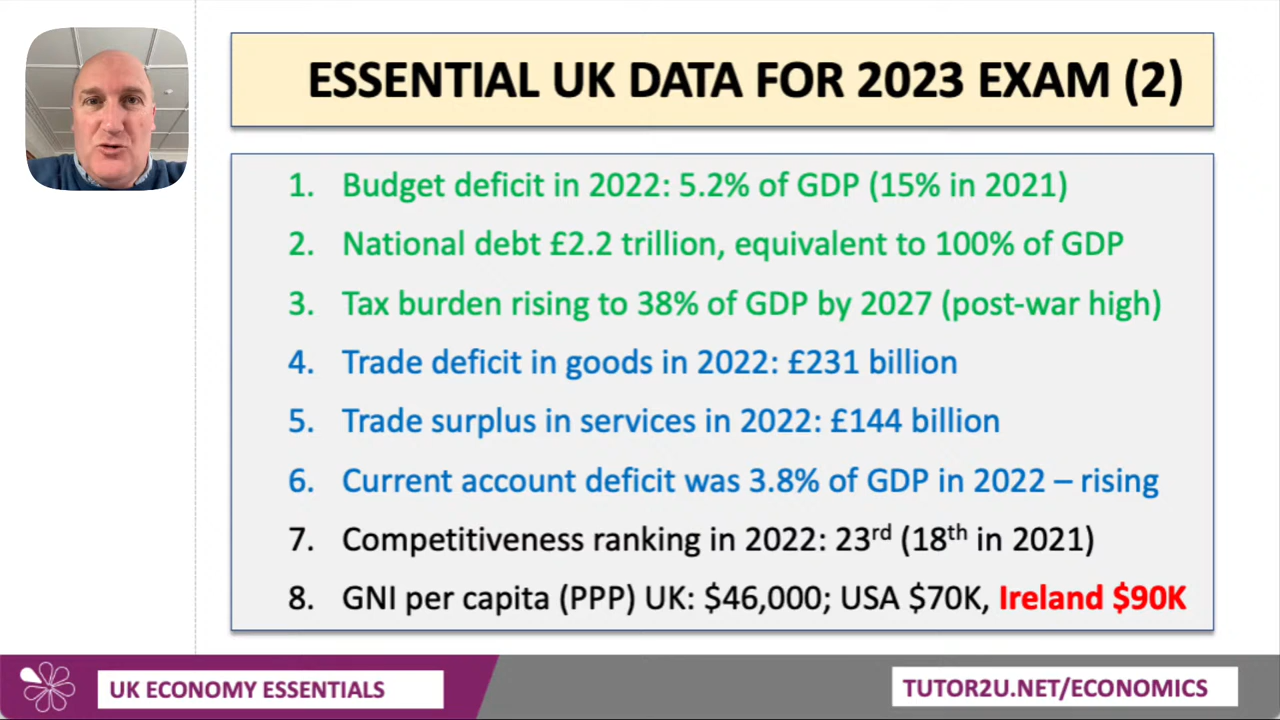 ESSENTIAL UK DATA FOR 2023 EXAM (2)
1. Budget deficit in 2022: 5.2% of GDP (15% in 2021)
2. National debt £2.2 trillion, equivalent to 100% of GDP
3. Tax burden rising to 38% of GDP by 2027 (post-war high)
4. Trade deficit in goods in 2022: £231 billion
5. Trade surplus in services in 2022: £144 billion
6. Current account deficit was 3.8% of GDP in 2022 – rising
7. Competitiveness ranking in 2022: 23rd (18th in 2021)
8. GNI per capita (PPP) UK: $46,000; USA $70K, Ireland $90K
UK ECONOMY ESSENTIALS
TUTOR2U.NET/ECONOMICS